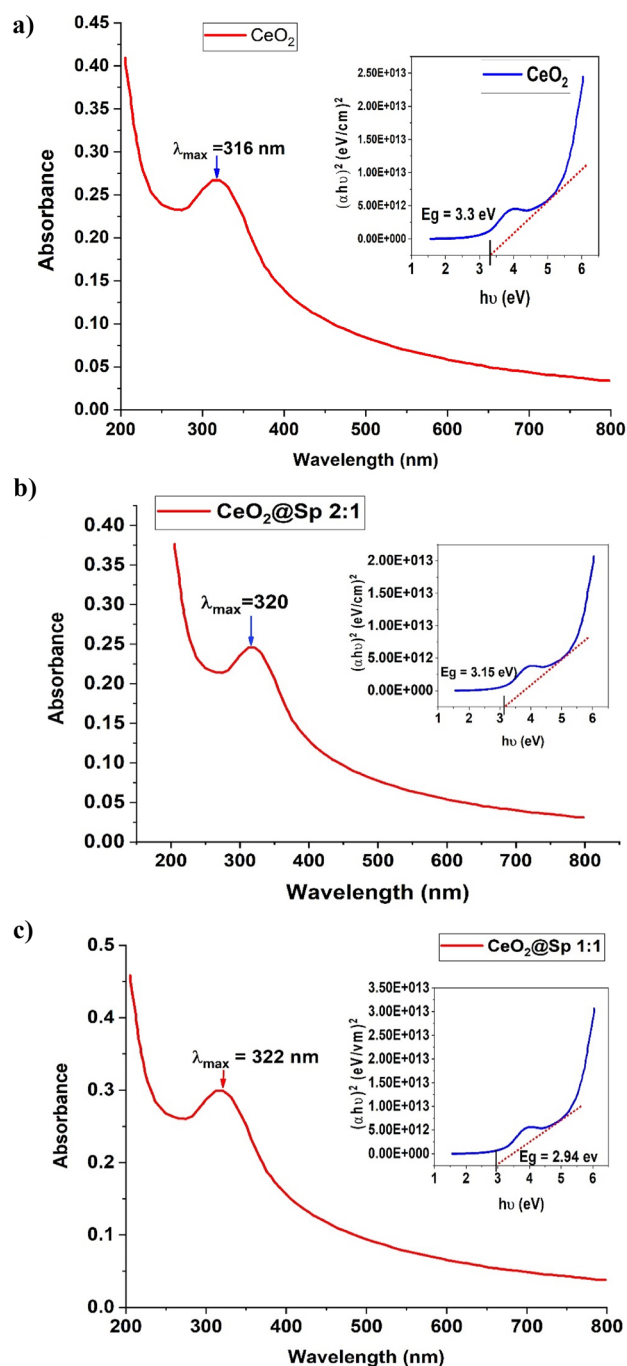 a)
CeO₂
0.45
0.40
0.35
0.30
0.25
0.20
0.15
0.10
0.05
0.00
Absorbance
λmax =316 nm
200 300 400 500 600 700 800
Wavelength (nm)
CeO₂
2.50E+013
2.00E+013
1.50E+013
1.00E+013
5.00E+012
0.00E+000
(αhυ)² (eV/cm)²
Eg = 3.3 eV
1 2 3 4 5 6
hυ (eV)
b)
CeO₂@Sp 2:1
0.40
0.35
0.30
0.25
0.20
0.15
0.10
0.05
0.00
Absorbance
λmax=320
200 300 400 500 600 700 800
Wavelength (nm)
2.00E+013
1.50E+013
1.00E+013
5.00E+012
0.00E+000
(αhυ)² (eV/cm)²
Eg = 3.15 eV)
1 2 3 4 5 6
hυ (eV)
c)
CeO₂@Sp 1:1
0.5
0.4
0.3
0.2
0.1
0.0
Absorbance
λmax = 322 nm
200 300 400 500 600 700 800
Wavelength (nm)
3.50E+013
3.00E+013
2.50E+013
2.00E+013
1.50E+013
1.00E+013
5.00E+012
0.00E+000
(αhυ)² (eV/vm)²
Eg = 2.94 ev
1 2 3 4 5 6
hυ (eV)